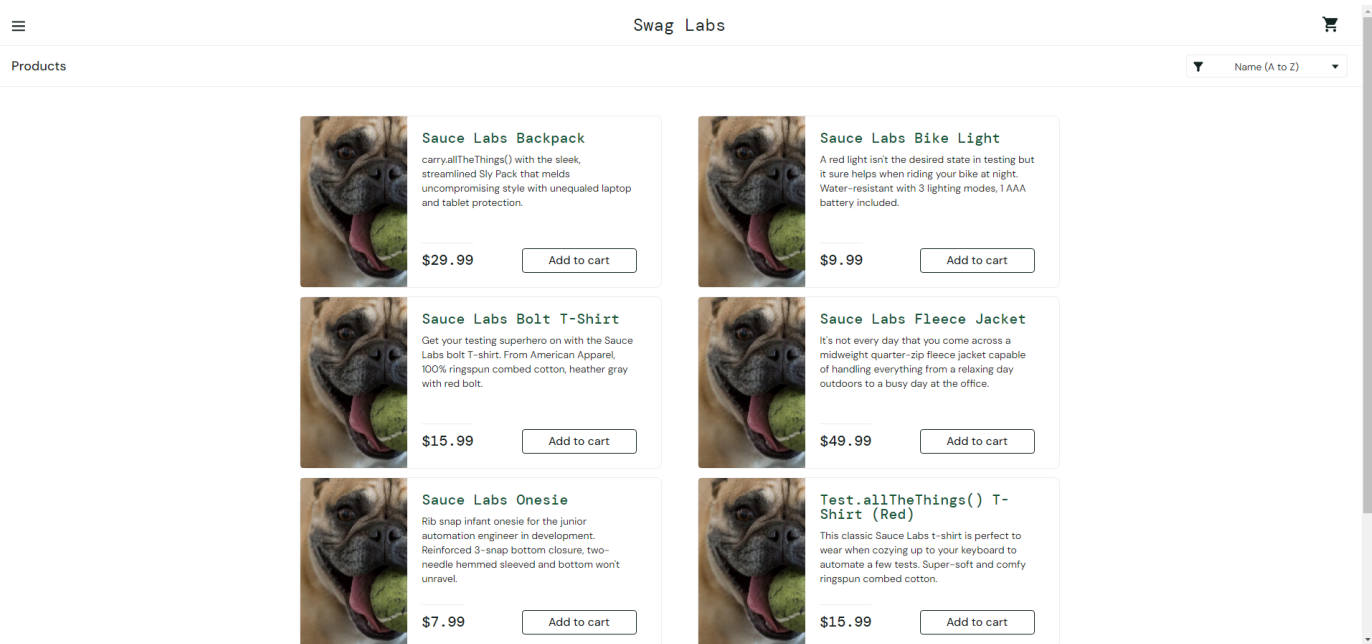 Swag Labs
Products
Name (A to Z)
Sauce Labs Backpack
carry.allTheThings() with the sleek,
streamlined Sly Pack that melds
uncompromising style with unequaled laptop
and tablet protection.
$29.99
Add to cart
Sauce Labs Bike Light
A red light isn't the desired state in testing but
it sure helps when riding your bike at night.
Water-resistant with 3 lighting modes, 1 AAA
battery included.
$9.99
Add to cart
Sauce Labs Bolt T-Shirt
Get your testing superhero on with the Sauce
Labs bolt T-shirt. From American Apparel,
100% ringspun combed cotton, heather gray
with red bolt.
$15.99
Add to cart
Sauce Labs Fleece Jacket
It's not every day that you come across a
midweight quarter-zip fleece jacket capable
of handling everything from a relaxing day
outdoors to a busy day at the office.
$49.99
Add to cart
Sauce Labs Onesie
Rib snap infant onesie for the junior
automation engineer in development.
Reinforced 3-snap bottom closure, two-
needle hemmed sleeved and bottom won't
unravel.
$7.99
Add to cart
Test.allTheThings() T-
Shirt (Red)
This classic Sauce Labs t-shirt is perfect to
wear when cozying up to your keyboard to
automate a few tests. Super-soft and comfy
ringspun combed cotton.
$15.99
Add to cart